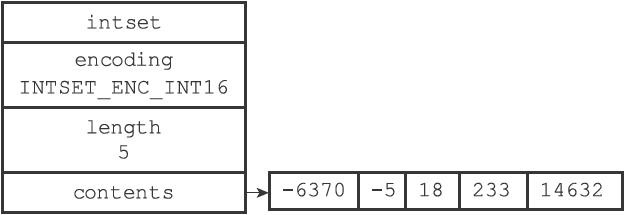 intset
encoding
INTSET_ENC_INT16
length
5
contents
-6370 -5 18 233 14632